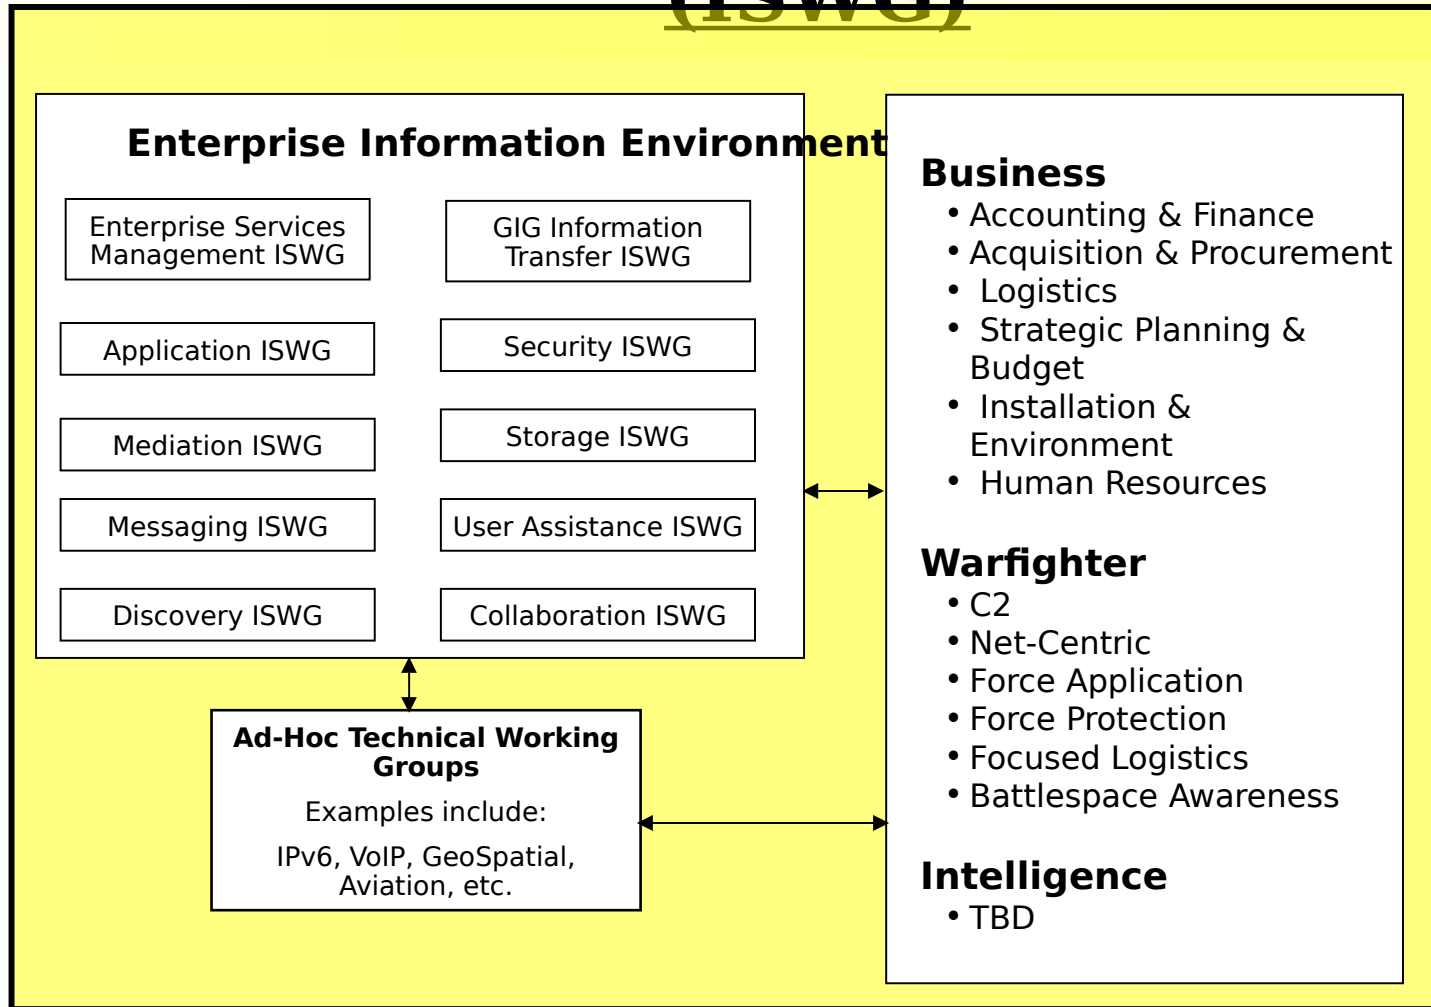 (ISWG)
Enterprise Information Environment
Enterprise Services
Management ISWG
GIG Information
Transfer ISWG
Application ISWG
Security ISWG
Mediation ISWG
Storage ISWG
Messaging ISWG
User Assistance ISWG
Discovery ISWG
Collaboration ISWG
Ad-Hoc Technical Working
Groups
Examples include:
IPv6, VoIP, GeoSpatial,
Aviation, etc.
Business
• Accounting & Finance
• Acquisition & Procurement
• Logistics
• Strategic Planning &
Budget
• Installation &
Environment
• Human Resources
Warfighter
• C2
• Net-Centric
• Force Application
• Force Protection
• Focused Logistics
• Battlespace Awareness
Intelligence
• TBD